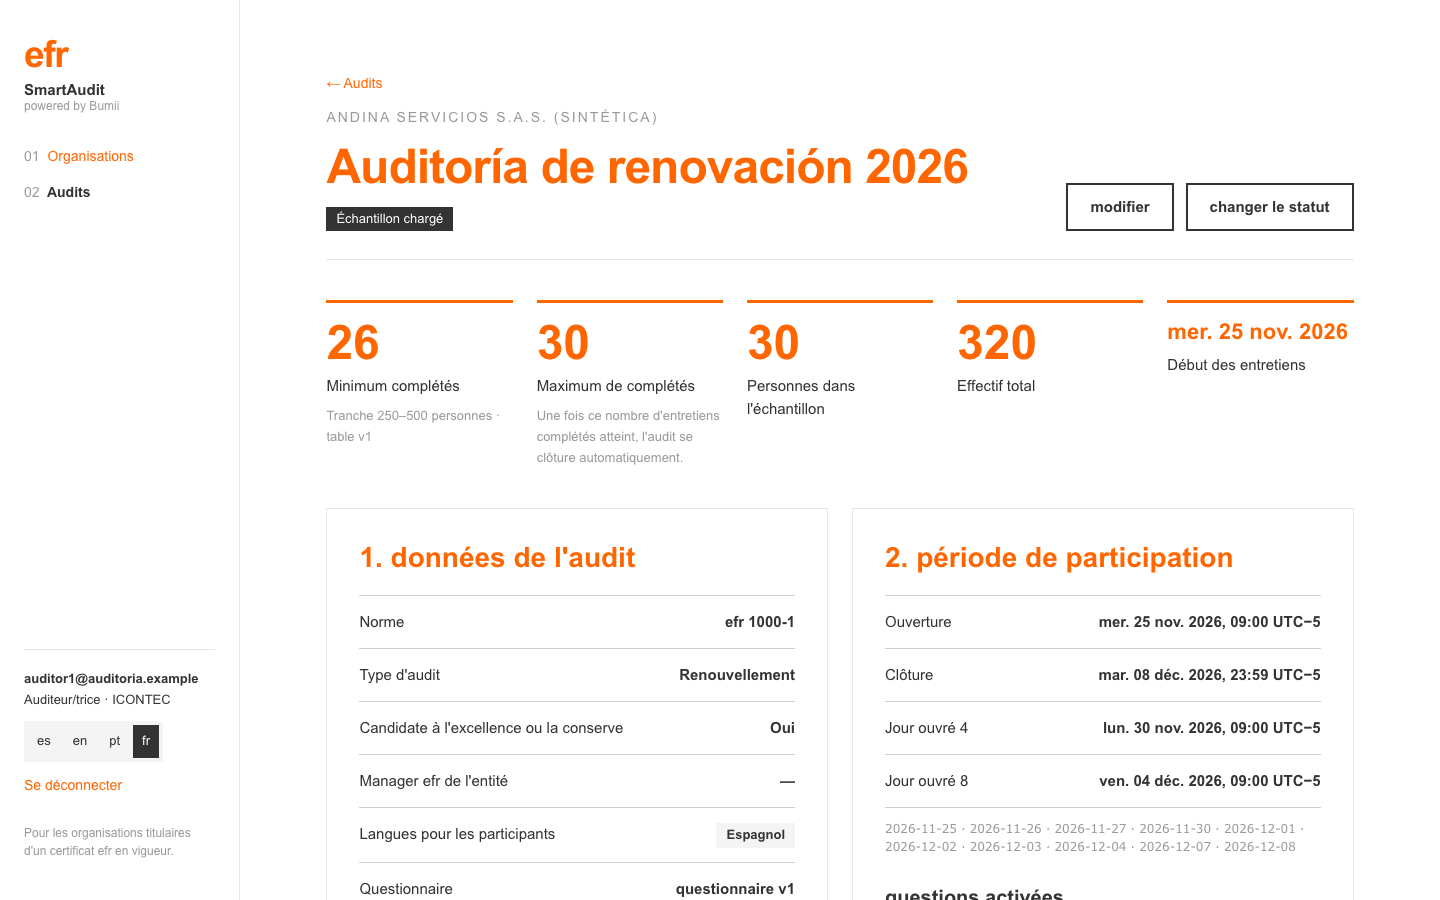 efr
SmartAudit
powered by Bumii
01 Organisations
02 Audits
auditor1@auditoria.example
Auditeur/trice · ICONTEC
es en pt fr
Se déconnecter
Pour les organisations titulaires
d'un certificat efr en vigueur.
← Audits
ANDINA SERVICIOS S.A.S. (SINTÉTICA)
Auditoría de renovación 2026
Échantillon chargé
modifier
changer le statut
26
Minimum complétés
Tranche 250–500 personnes ·
table v1
30
Maximum de complétés
Une fois ce nombre d'entretiens
complétés atteint, l'audit se
clôture automatiquement.
30
Personnes dans
l'échantillon
320
Effectif total
mer. 25 nov. 2026
Début des entretiens
1. données de l'audit
Norme efr 1000-1
Type d'audit Renouvellement
Candidate à l'excellence ou la conserve Oui
Manager efr de l'entité —
Langues pour les participants Espagnol
Questionnaire questionnaire v1
2. période de participation
Ouverture mer. 25 nov. 2026, 09:00 UTC−5
Clôture mar. 08 déc. 2026, 23:59 UTC−5
Jour ouvré 4 lun. 30 nov. 2026, 09:00 UTC−5
Jour ouvré 8 ven. 04 déc. 2026, 09:00 UTC−5
2026-11-25 · 2026-11-26 · 2026-11-27 · 2026-11-30 · 2026-12-01 ·
2026-12-02 · 2026-12-03 · 2026-12-04 · 2026-12-07 · 2026-12-08
questions activées